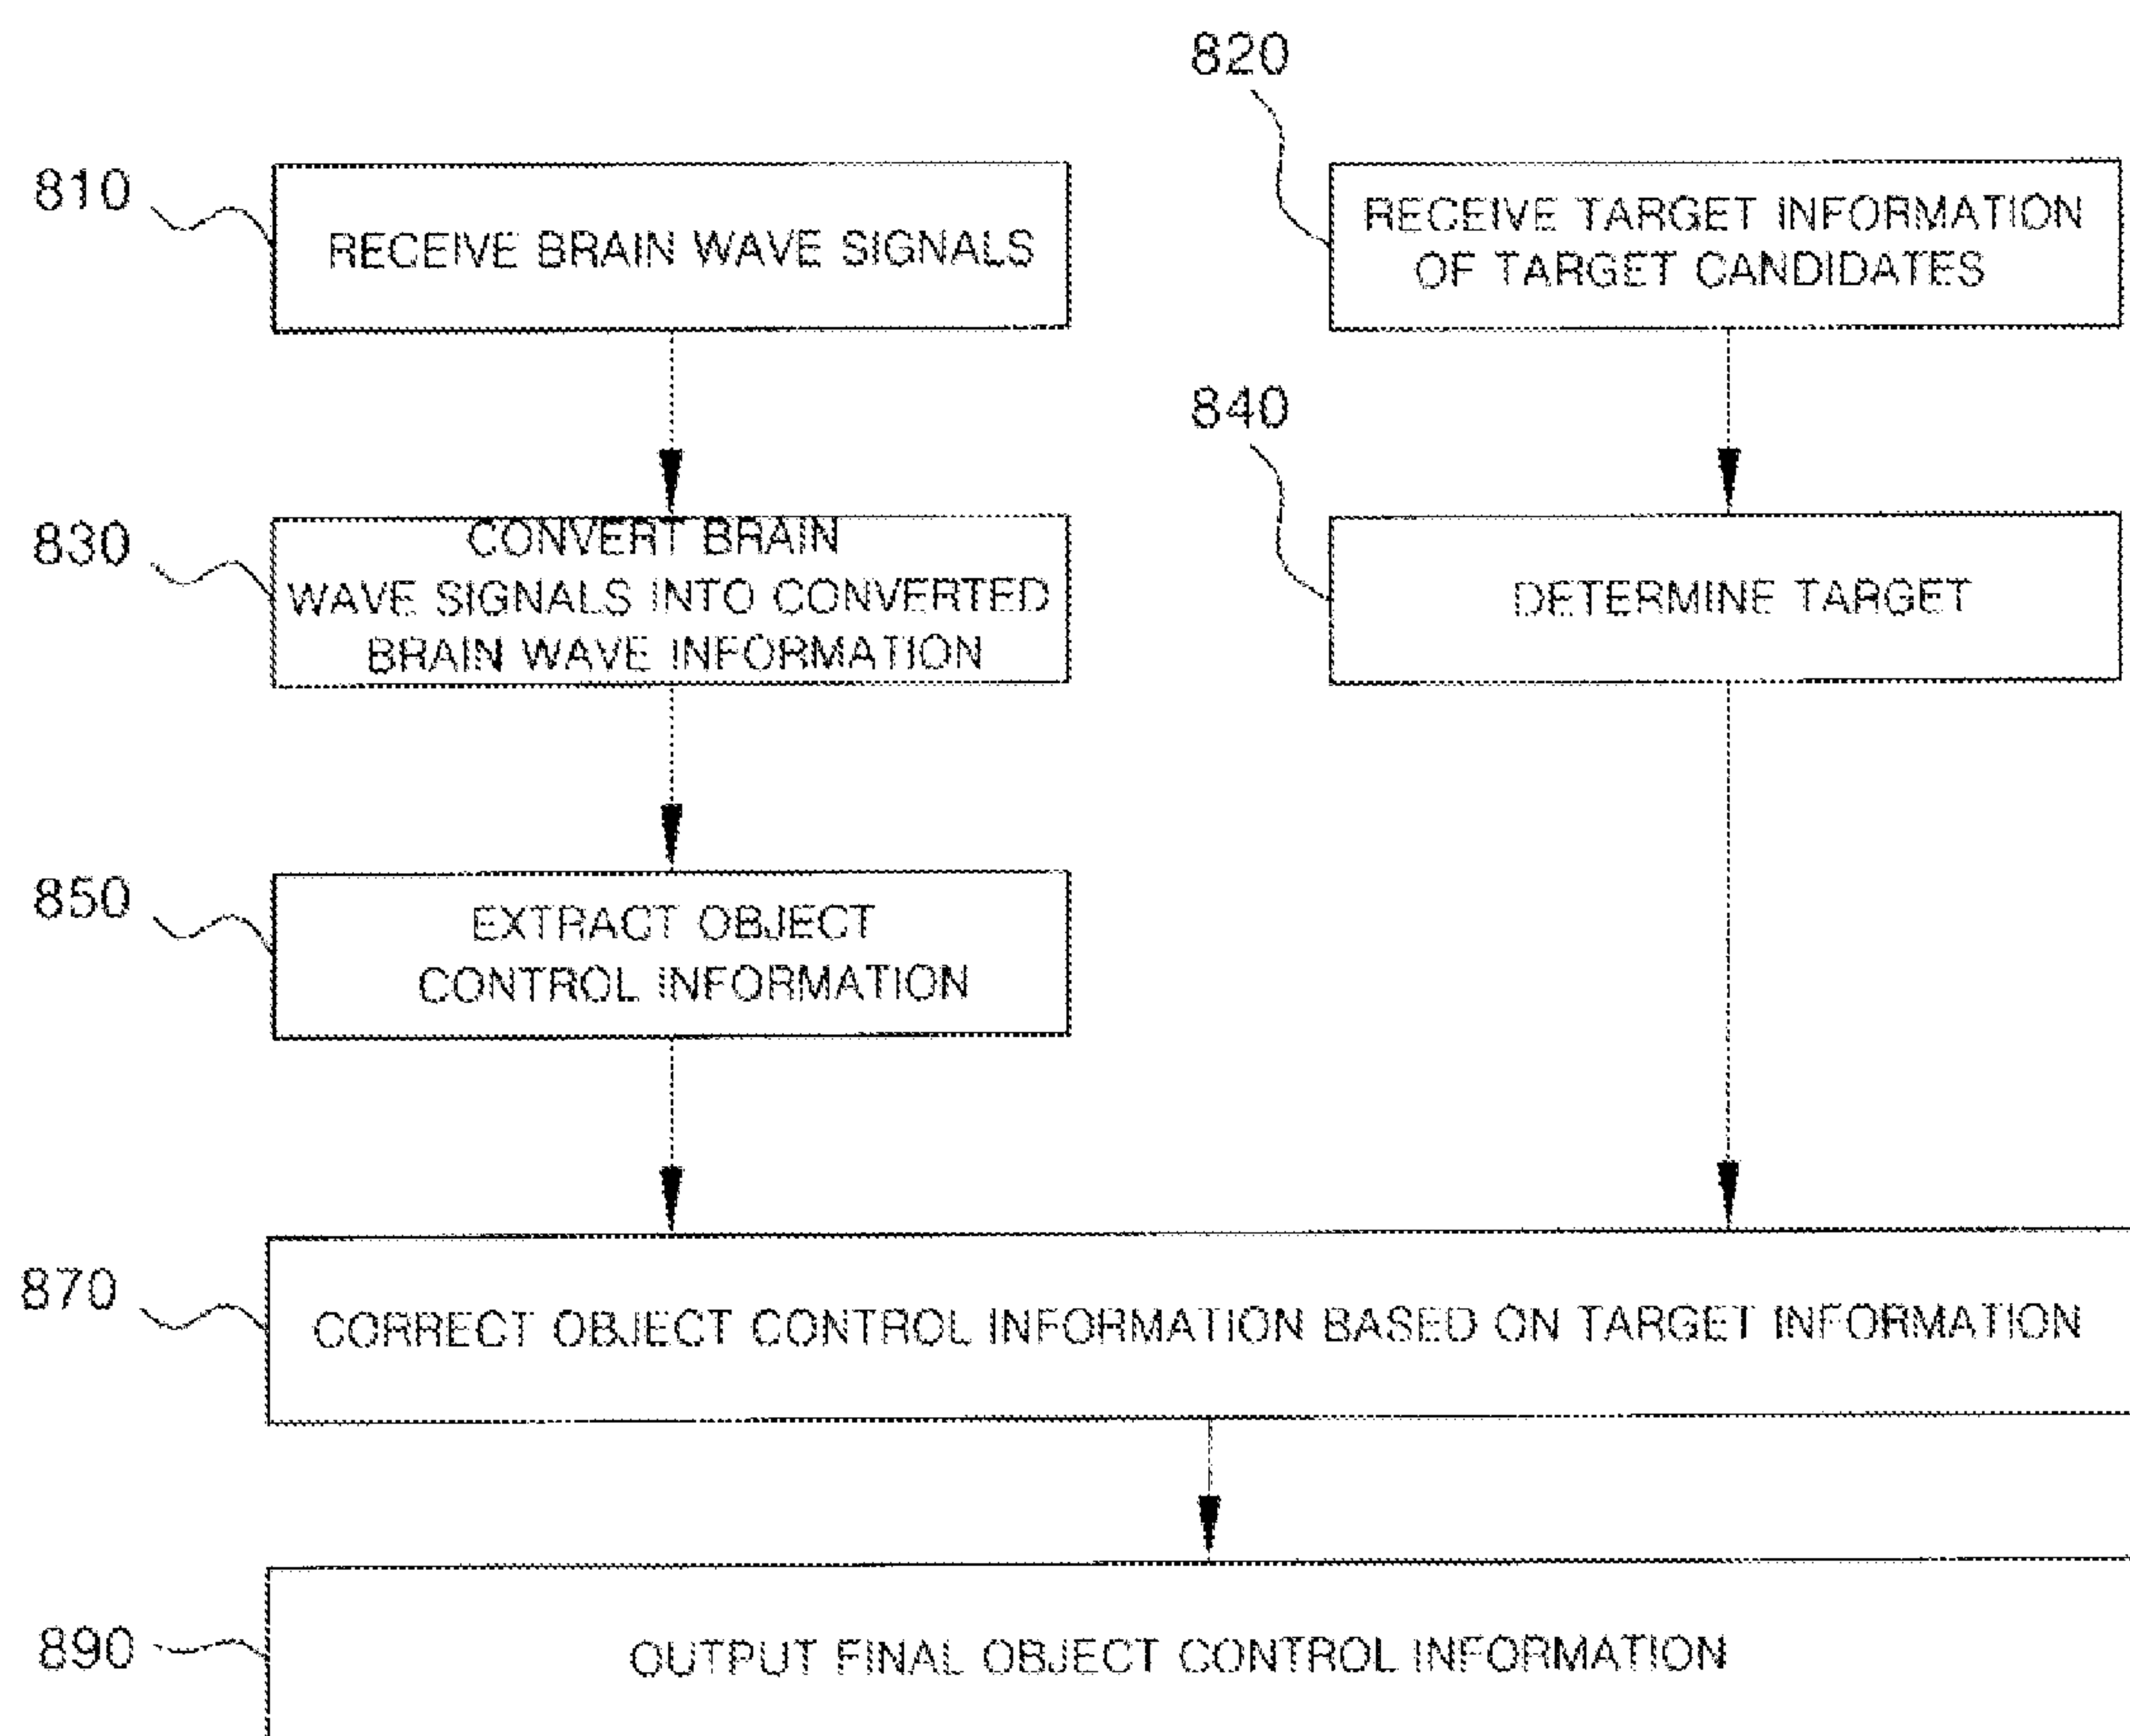 820
810
RECEIVE BRAIN WAVE SIGNALS
RECEIVE TARGET INFORMATION
OF TARGET CANDIDATES
840
830
CONVERT BRAIN
WAVE SIGNALS INTO CONVERTED
BRAIN WAVE INFORMATION
DETERMINE TARGET
850
EXTRACT OBJECT
CONTROL INFORMATION
870
CORRECT OBJECT CONTROL INFORMATION BASED ON TARGET INFORMATION
890
OUTPUT FINAL OBJECT CONTROL INFORMATION